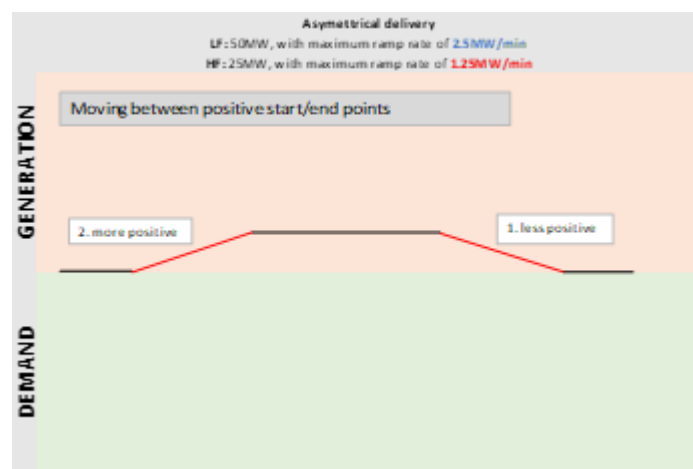 Asymettrical delivery
LF: 50MW, with maximum ramp rate of 2.5MW/min
HF: 25MW, with maximum ramp rate of 1.25MW/min
GENERATION
Moving between positive start/end points
2. more positive
1. less positive
DEMAND